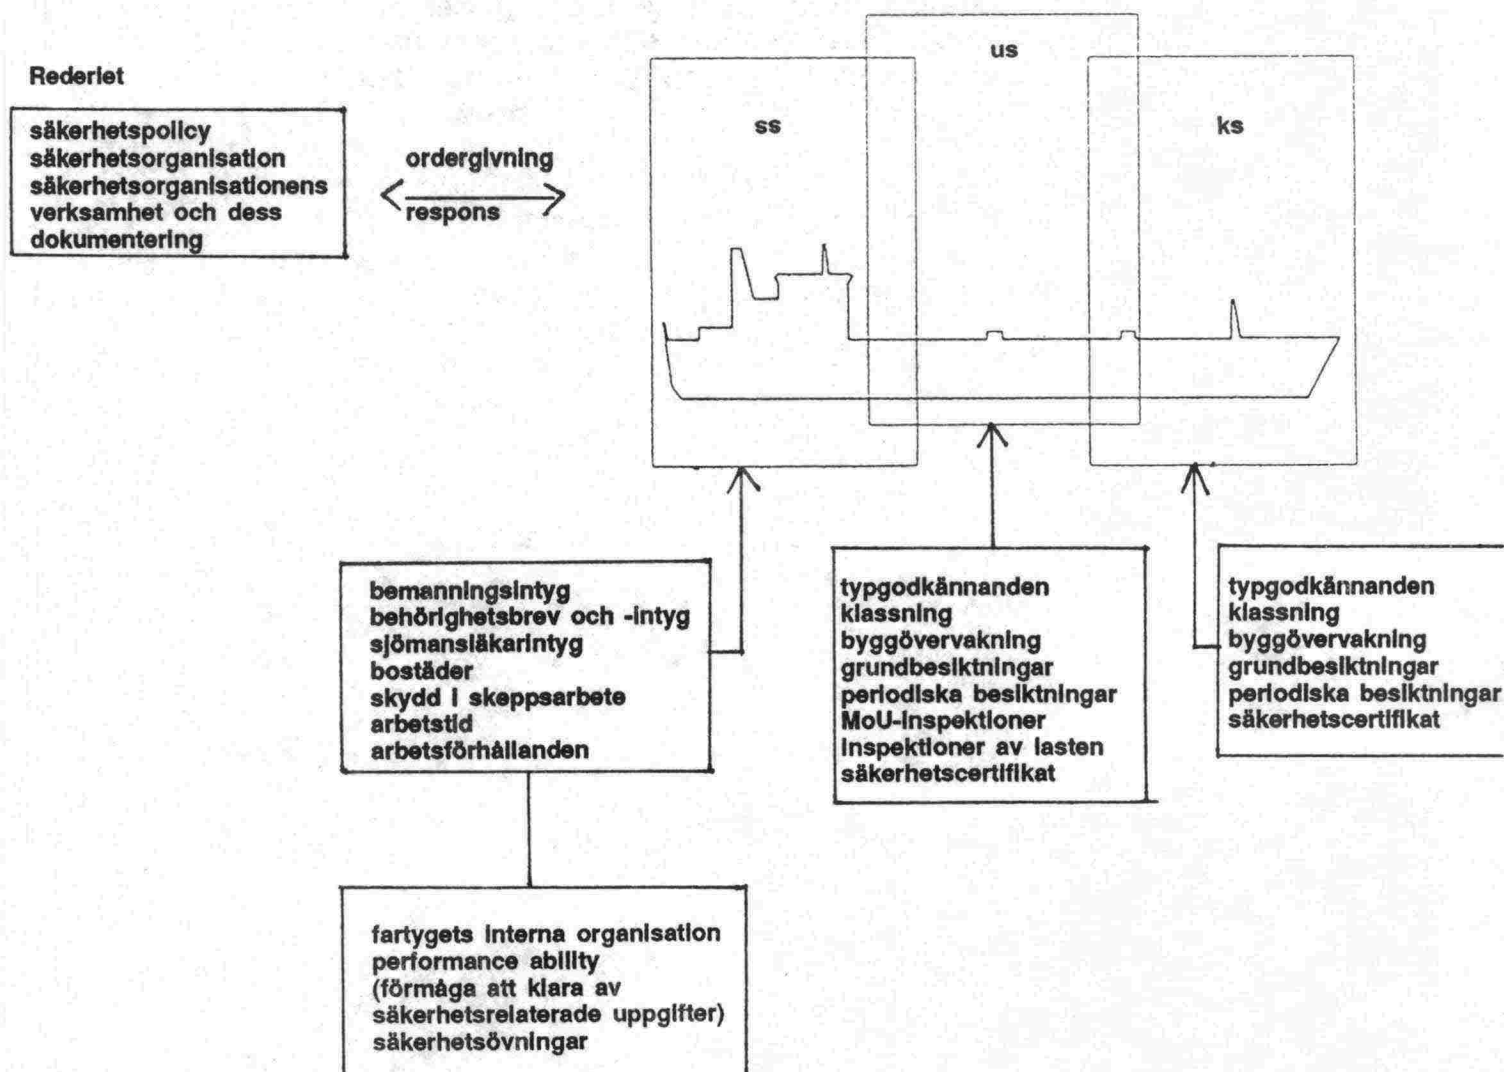 us
Rederiet
ss
ks
säkerhetspolicy
säkerhetsorganisation
säkerhetsorganisationens
verksamhet och dess
dokumentering
ordergivning
respons
bemanningsintyg
behörighetsbrev och -intyg
sjömansläkarintyg
bostäder
skydd i skeppsarbete
arbetstid
arbetsförhållanden
typgodkännanden
klassning
byggövervakning
grundbesiktningar
periodiska besiktningar
MoU-inspektioner
inspektioner av lasten
säkerhetscertifikat
typgodkännanden
klassning
byggövervakning
grundbesiktningar
periodiska besiktningar
säkerhetscertifikat
fartygets interna organisation
performance ability
(förmåga att klara av
säkerhetsrelaterade uppgifter)
säkerhetsövningar